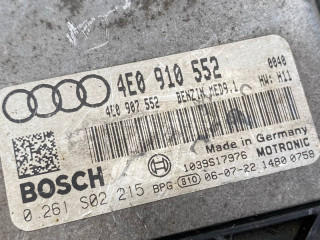 4E0 910 552
0040
4E0 907 552 BENZIN MED9.1 HW: H11
Made in Germany
BOSCH 1039S17976 MOTRONIC
0 261 S02 215 BPG 810 06-07-22 1480 0758